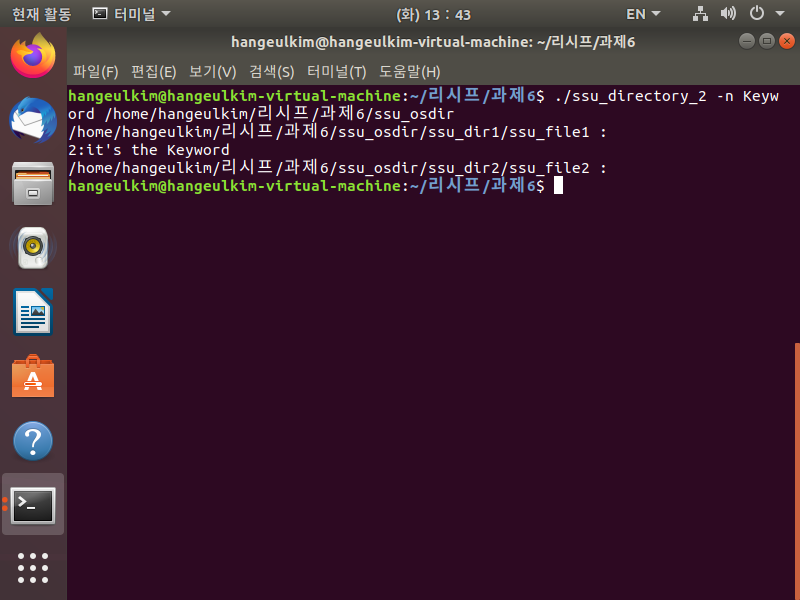 현재 활동 터미널 (화) 13 : 43 EN
hangeulkim@hangeulkim-virtual-machine: ~/리시프/과제6
파일(F) 편집(E) 보기(V) 검색(S) 터미널(T) 도움말(H)
hangeulkim@hangeulkim-virtual-machine:~/리시프/과제6$ ./ssu_directory_2 -n Keyw
ord /home/hangeulkim/리시프/과제6/ssu_osdir
/home/hangeulkim/리시프/과제6/ssu_osdir/ssu_dir1/ssu_file1 :
2:it's the Keyword
/home/hangeulkim/리시프/과제6/ssu_osdir/ssu_dir2/ssu_file2 :
hangeulkim@hangeulkim-virtual-machine:~/리시프/과제6$